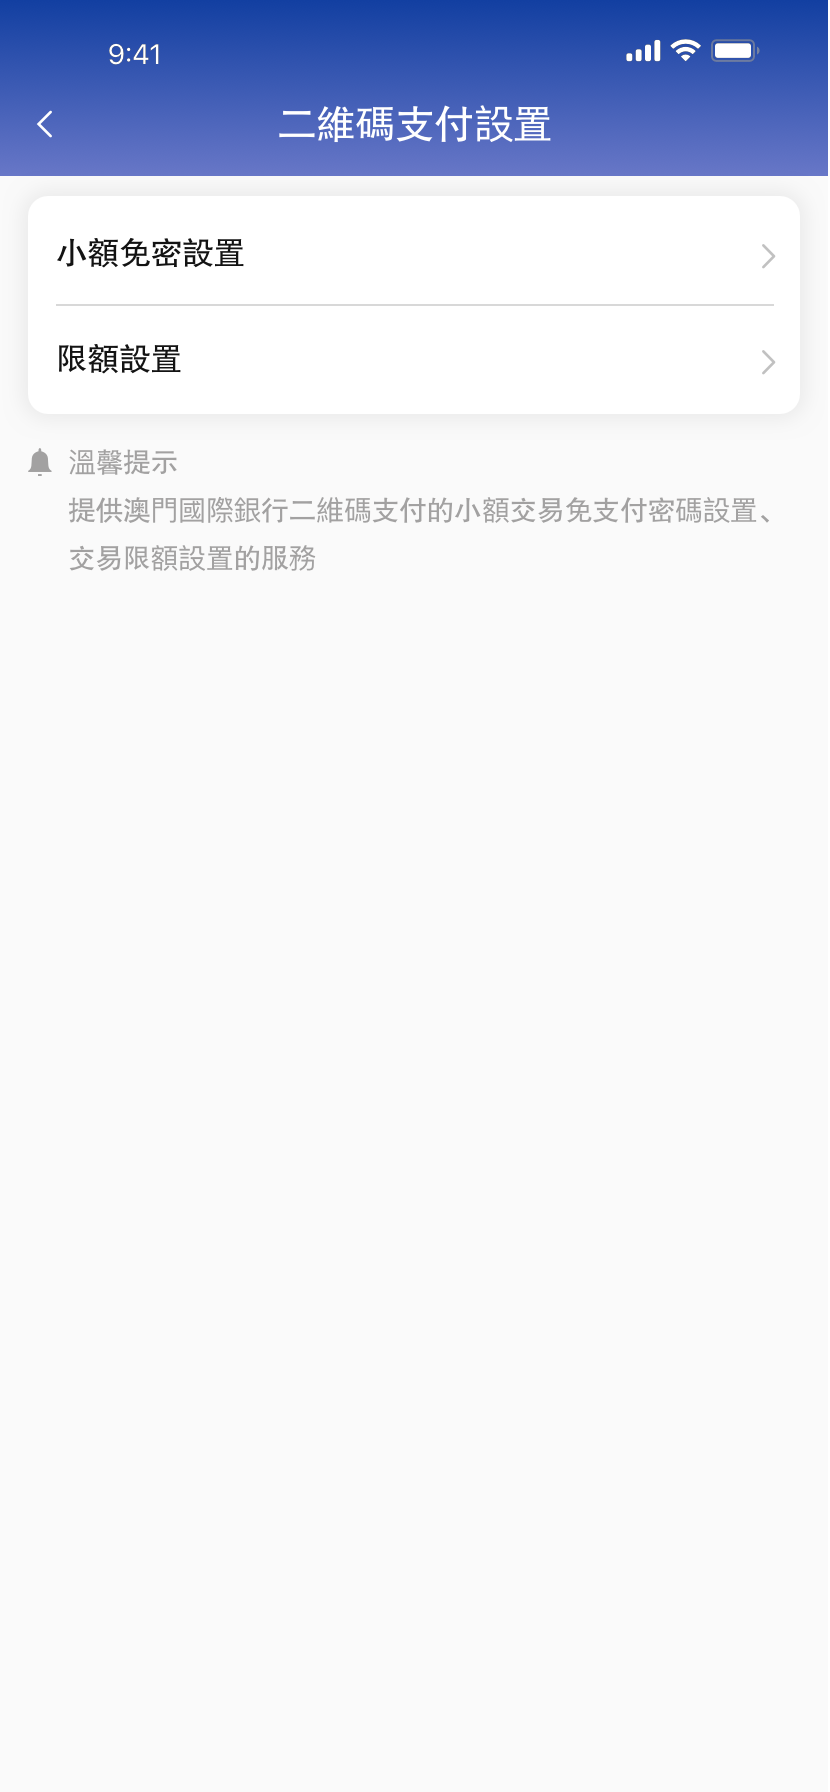 9:41
二維碼支付設置
小額免密設置
限額設置
溫馨提示
提供澳門國際銀行二維碼支付的小額交易免支付密碼設置、
交易限額設置的服務